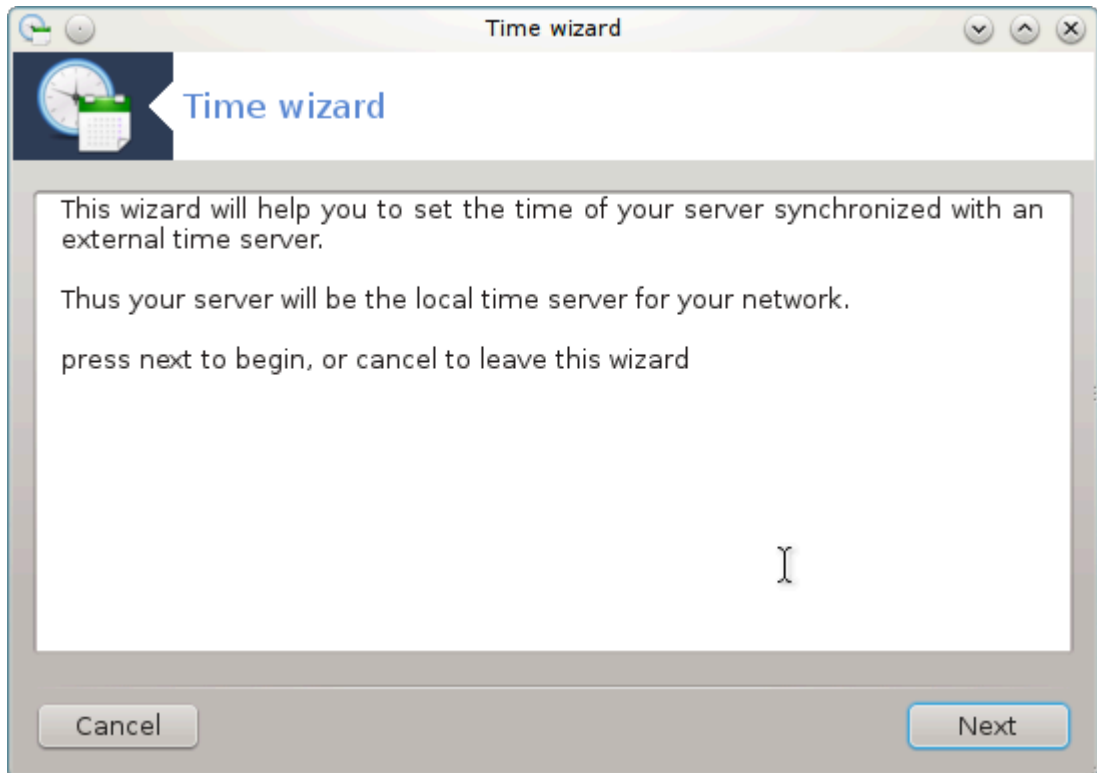 Time wizard
Time wizard
This wizard will help you to set the time of your server synchronized with an
external time server.
Thus your server will be the local time server for your network.
press next to begin, or cancel to leave this wizard
Cancel
Next